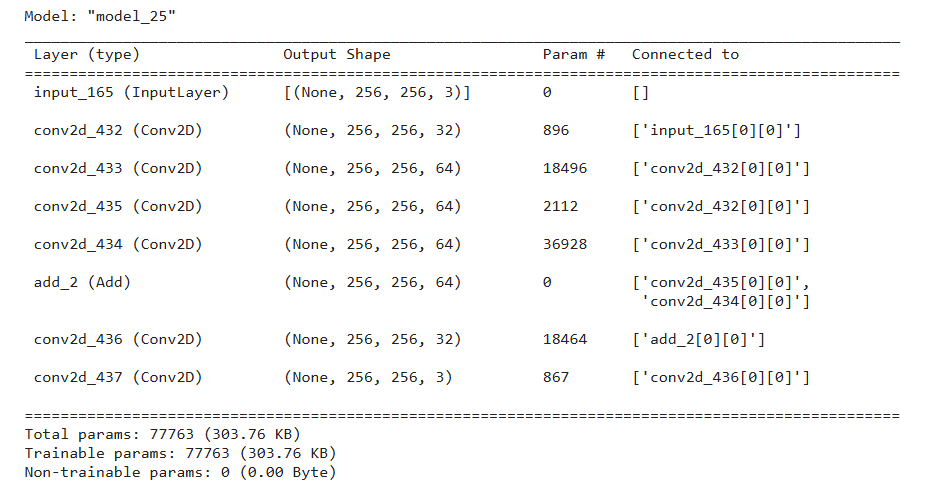 Model: "model_25"
Layer (type) Output Shape Param # Connected to
input_165 (InputLayer) [(None, 256, 256, 3)] 0 []
conv2d_432 (Conv2D) (None, 256, 256, 32) 896 ['input_165[0][0]']
conv2d_433 (Conv2D) (None, 256, 256, 64) 18496 ['conv2d_432[0][0]']
conv2d_435 (Conv2D) (None, 256, 256, 64) 2112 ['conv2d_432[0][0]']
conv2d_434 (Conv2D) (None, 256, 256, 64) 36928 ['conv2d_433[0][0]']
add_2 (Add) (None, 256, 256, 64) 0 ['conv2d_435[0][0]',
'conv2d_434[0][0]']
conv2d_436 (Conv2D) (None, 256, 256, 32) 18464 ['add_2[0][0]']
conv2d_437 (Conv2D) (None, 256, 256, 3) 867 ['conv2d_436[0][0]']
Total params: 77763 (303.76 KB)
Trainable params: 77763 (303.76 KB)
Non-trainable params: 0 (0.00 Byte)